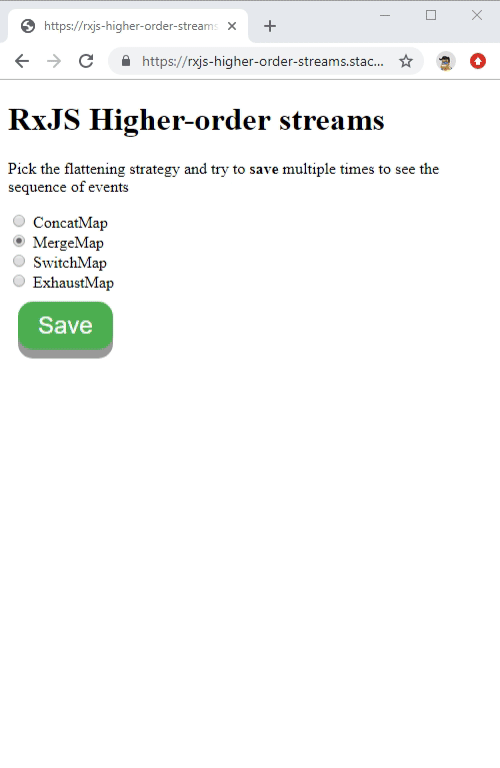 https://rxjs-higher-order-streams
https://rxjs-higher-order-streams.stac...
RxJS Higher-order streams
Pick the flattening strategy and try to save multiple times to see the
sequence of events
ConcatMap
MergeMap
SwitchMap
ExhaustMap
Save